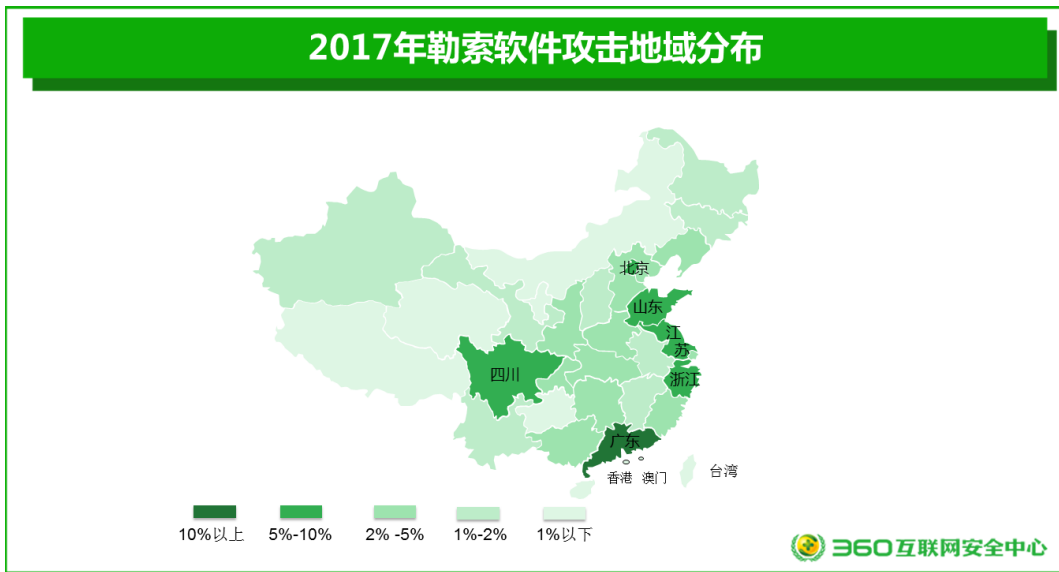 2017年勒索软件攻击地域分布
北京
山东
江
苏
四川
浙江
广东
香港 澳门
台湾
10%以上 5%-10% 2% -5% 1%-2% 1%以下
360互联网安全中心